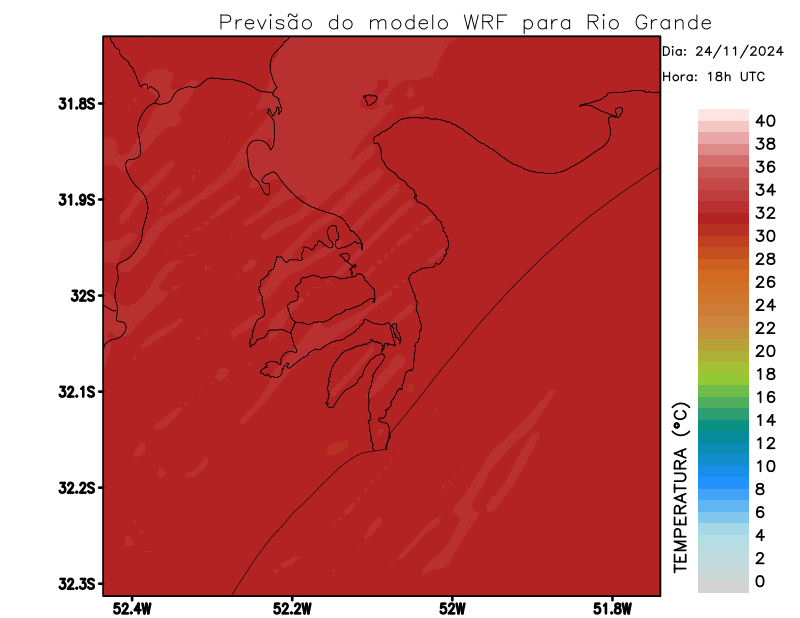 Previsão do modelo WRF para Rio Grande
Dia: 24/11/2024
Hora: 18h UTC
31.8S
31.9S
32S
32.1S
32.2S
32.3S
52.4W
52.2W
52W
51.8W
TEMPERATURA (°C)
40
38
36
34
32
30
28
26
24
22
20
18
16
14
12
10
8
6
4
2
0